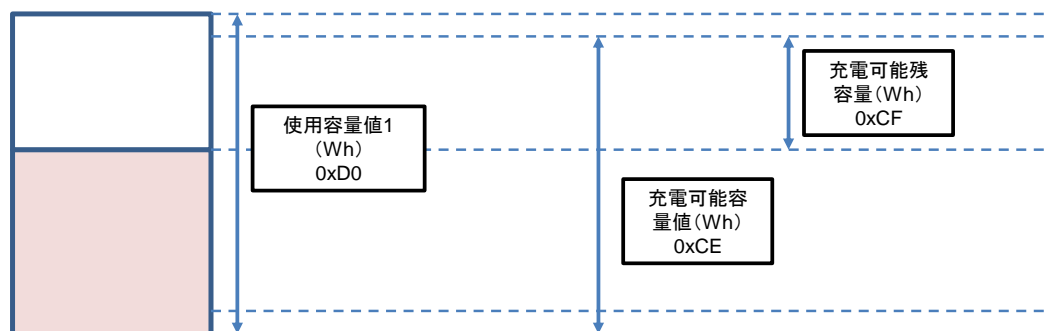 使用容量値1
(Wh)
0xD0
充電可能残
容量(Wh)
0xCF
充電可能容
量値(Wh)
0xCE